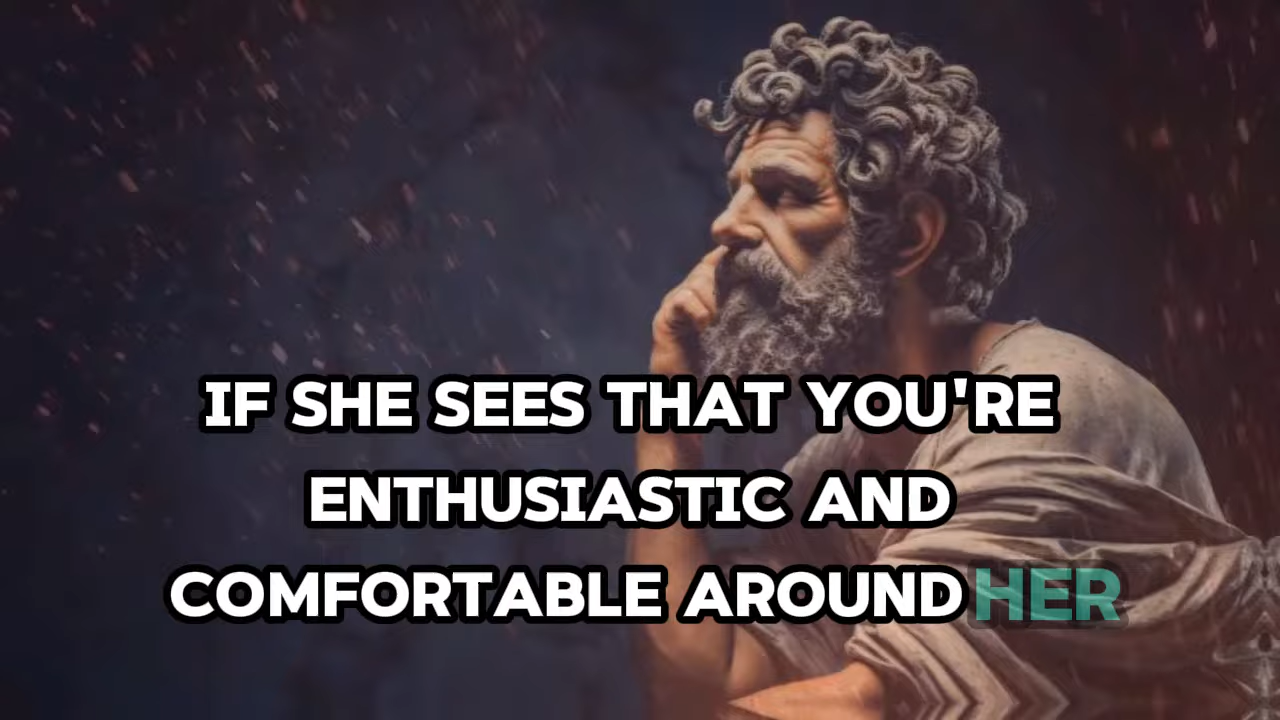 IF SHE SEES THAT YOU'RE
ENTHUSIASTIC AND
COMFORTABLE AROUND HER